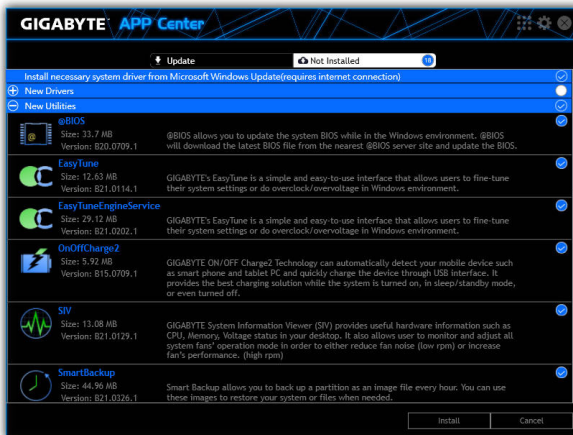 GIGABYTE™ APP Center
Update
Not Installed
18
Install necessary system driver from Microsoft Windows Update(requires internet connection)
New Drivers
New Utilities
@BIOS
Size: 33.7 MB
Version: B20.0709.1
@BIOS allows you to update the system BIOS while in the Windows environment. @BIOS
will download the latest BIOS file from the nearest @BIOS server site and update the BIOS.
EasyTune
Size: 12.63 MB
Version: B21.0114.1
GIGABYTE's EasyTune is a simple and easy-to-use interface that allows users to fine-tune
their system settings or do overclock/overvoltage in Windows environment.
EasyTuneEngineService
Size: 29.12 MB
Version: B21.0202.1
GIGABYTE's EasyTune is a simple and easy-to-use interface that allows users to fine-tune
their system settings or do overclock/overvoltage in Windows environment.
OnOffCharge2
Size: 5.92 MB
Version: B15.0709.1
GIGABYTE ON/OFF Charge2 Technology can automatically detect your mobile device such
as smart phone and tablet PC and quickly charge the device through USB interface. It
provides the best charging solution while the system is turned on, in sleep/standby mode,
or even turned off.
SIV
Size: 13.08 MB
Version: B21.0129.1
GIGABYTE System Information Viewer (SIV) provides useful hardware information such as
CPU, Memory, Voltage status in your desktop. It also allows user to monitor and adjust all
system fans' operation mode in order to either reduce fan noise (low rpm) or increase
fan's performance. (high rpm)
SmartBackup
Size: 44.96 MB
Version: B21.0326.1
Smart Backup allows you to back up a partition as an image file every hour. You can use
these images to restore your system or files when needed.
Install
Cancel